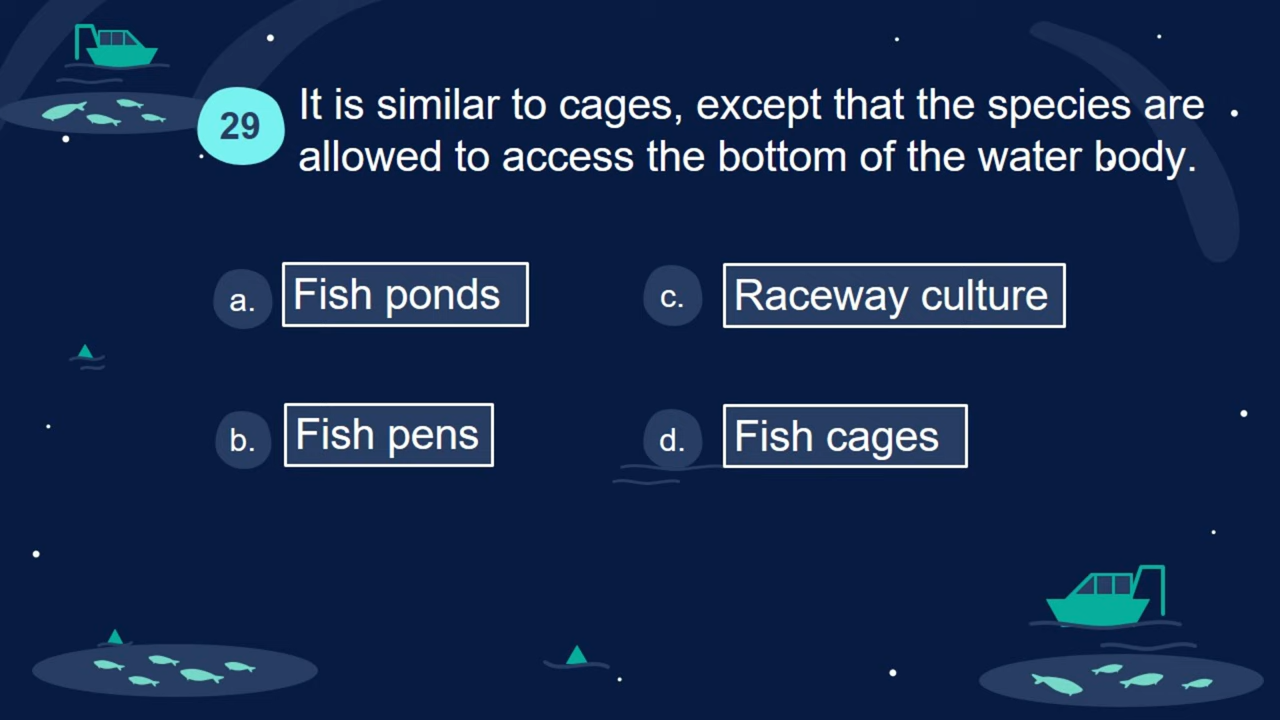 29
It is similar to cages, except that the species are
allowed to access the bottom of the water body.
a. Fish ponds
b. Fish pens
c. Raceway culture
d. Fish cages